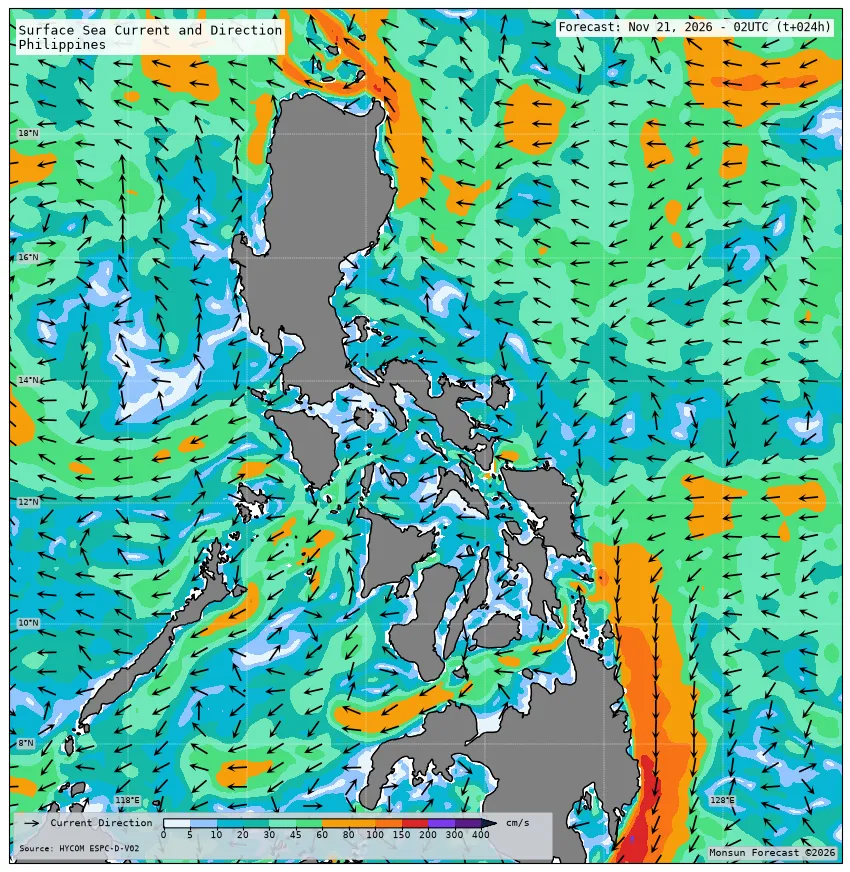 Surface Sea Current and Direction
Philippines
Forecast: Nov 21, 2026 - 02UTC (t+024h)
18°N
16°N
14°N
12°N
10°N
8°N
118°E
128°E
Current Direction
0 5 10 20 30 45 60 80 100 150 200 300 400
cm/s
Source: HYCOM ESPC-D-V02
Monsun Forecast ©2026